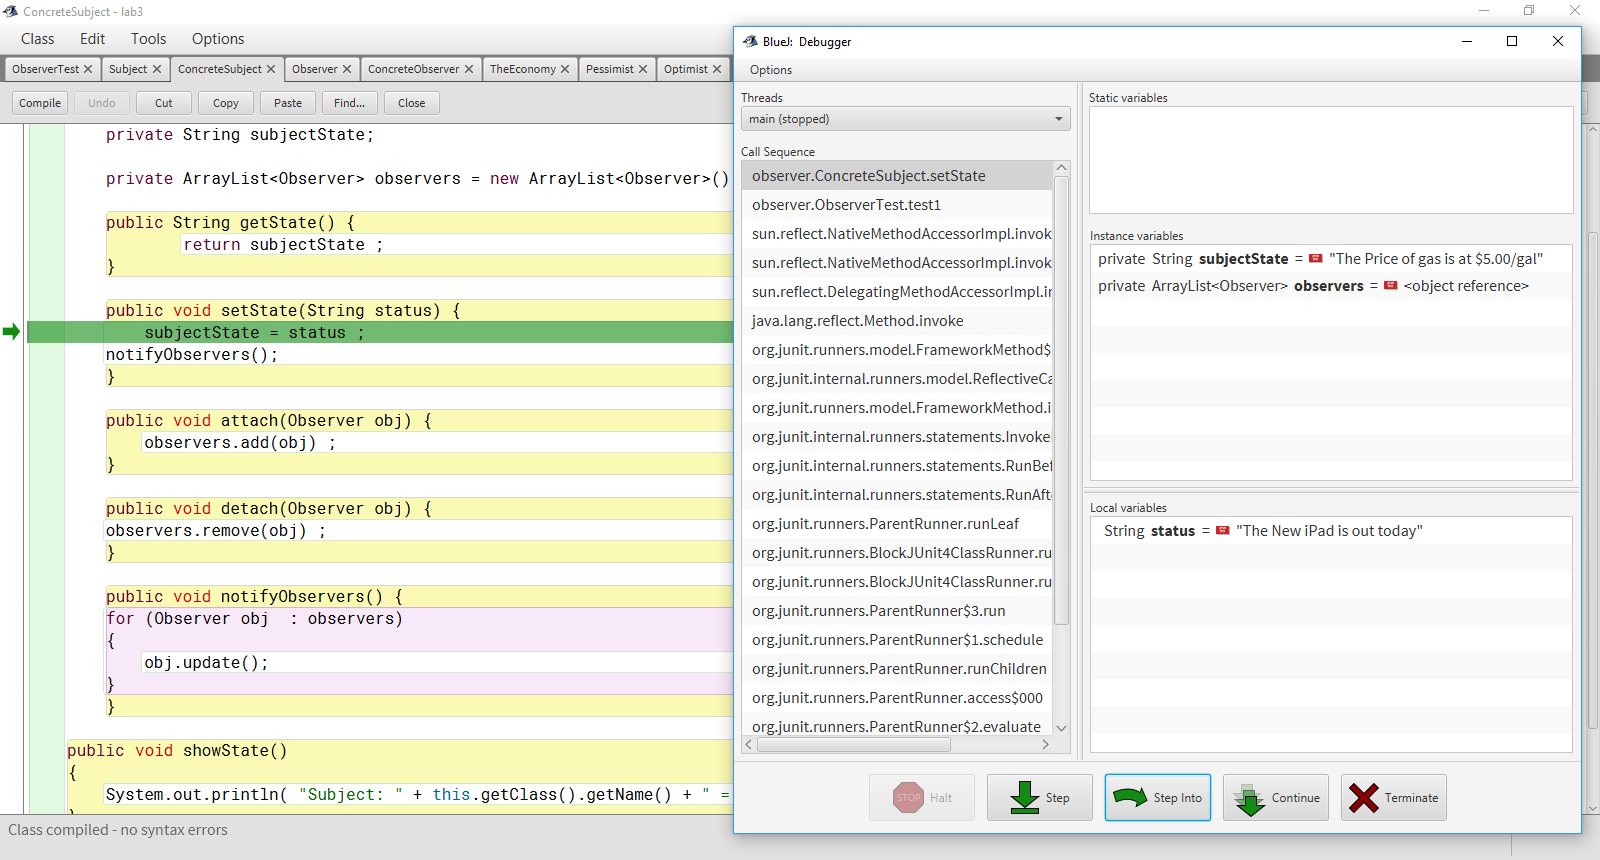 ConcreteSubject - lab3
Class Edit Tools Options
ObserverTest Subject ConcreteSubject Observer ConcreteObserver TheEconomy Pessimist Optimist
Compile Undo Cut Copy Paste Find... Close
private String subjectState;
private ArrayList<Observer> observers = new ArrayList<Observer>()
public String getState() {
return subjectState ;
}
public void setState(String status) {
subjectState = status ;
notifyObservers();
}
public void attach(Observer obj) {
observers.add(obj) ;
}
public void detach(Observer obj) {
observers.remove(obj) ;
}
public void notifyObservers() {
for (Observer obj  : observers)
{
obj.update();
}
}
public void showState()
{
System.out.println( "Subject: " + this.getClass().getName() + " =
Class compiled - no syntax errors
BlueJ: Debugger
Options
Threads
main (stopped)
Call Sequence
observer.ConcreteSubject.setState
observer.ObserverTest.test1
sun.reflect.NativeMethodAccessorImpl.invok
sun.reflect.NativeMethodAccessorImpl.invok
sun.reflect.DelegatingMethodAccessorImpl.in
java.lang.reflect.Method.invoke
org.junit.runners.model.FrameworkMethod$
org.junit.internal.runners.model.ReflectiveCa
org.junit.runners.model.FrameworkMethod.i
org.junit.internal.runners.statements.Invoke
org.junit.internal.runners.statements.RunBef
org.junit.internal.runners.statements.RunAft
org.junit.runners.ParentRunner.runLeaf
org.junit.runners.BlockJUnit4ClassRunner.ru
org.junit.runners.BlockJUnit4ClassRunner.ru
org.junit.runners.ParentRunner$3.run
org.junit.runners.ParentRunner$1.schedule
org.junit.runners.ParentRunner.runChildren
org.junit.runners.ParentRunner.access$000
org.junit.runners.ParentRunner$2.evaluate
Static variables
Instance variables
private String subjectState = "The Price of gas is at $5.00/gal"
private ArrayList<Observer> observers = <object reference>
Local variables
String status = "The New iPad is out today"
STOP Halt Step Step Into Continue Terminate